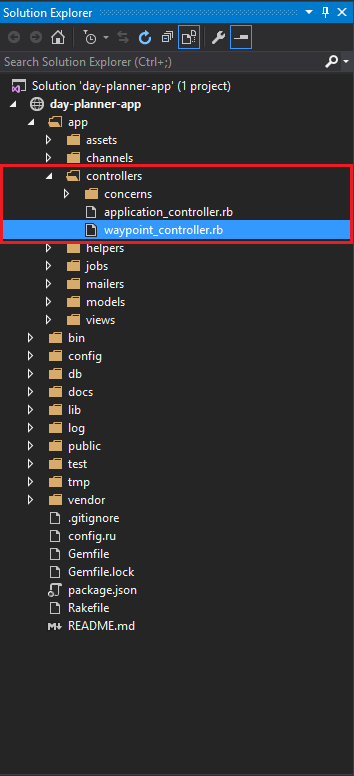 Solution Explorer
Search Solution Explorer (Ctrl+;)
Solution 'day-planner-app' (1 project)
day-planner-app
app
assets
channels
controllers
concerns
application_controller.rb
waypoint_controller.rb
helpers
jobs
mailers
models
views
bin
config
db
docs
lib
log
public
test
tmp
vendor
.gitignore
config.ru
Gemfile
Gemfile.lock
package.json
Rakefile
README.md